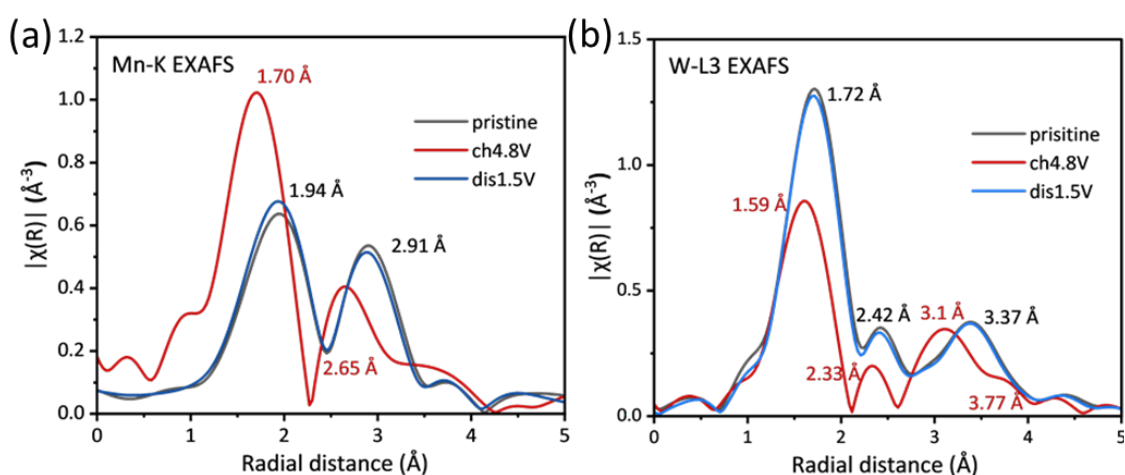 (a)
Mn-K EXAFS
1.70 Å
pristine
ch4.8V
dis1.5V
1.94 Å
2.91 Å
2.65 Å
|χ(R)| (Å⁻³)
1.2
1.0
0.8
0.6
0.4
0.2
0.0
0 1 2 3 4 5
Radial distance (Å)
(b)
W-L3 EXAFS
1.72 Å
prisitine
ch4.8V
dis1.5V
1.59 Å
2.42 Å
3.1 Å
3.37 Å
2.33 Å
3.77 Å
|χ(R)| (Å⁻³)
1.5
1.0
0.5
0.0
0 1 2 3 4 5
Radial distance (Å)